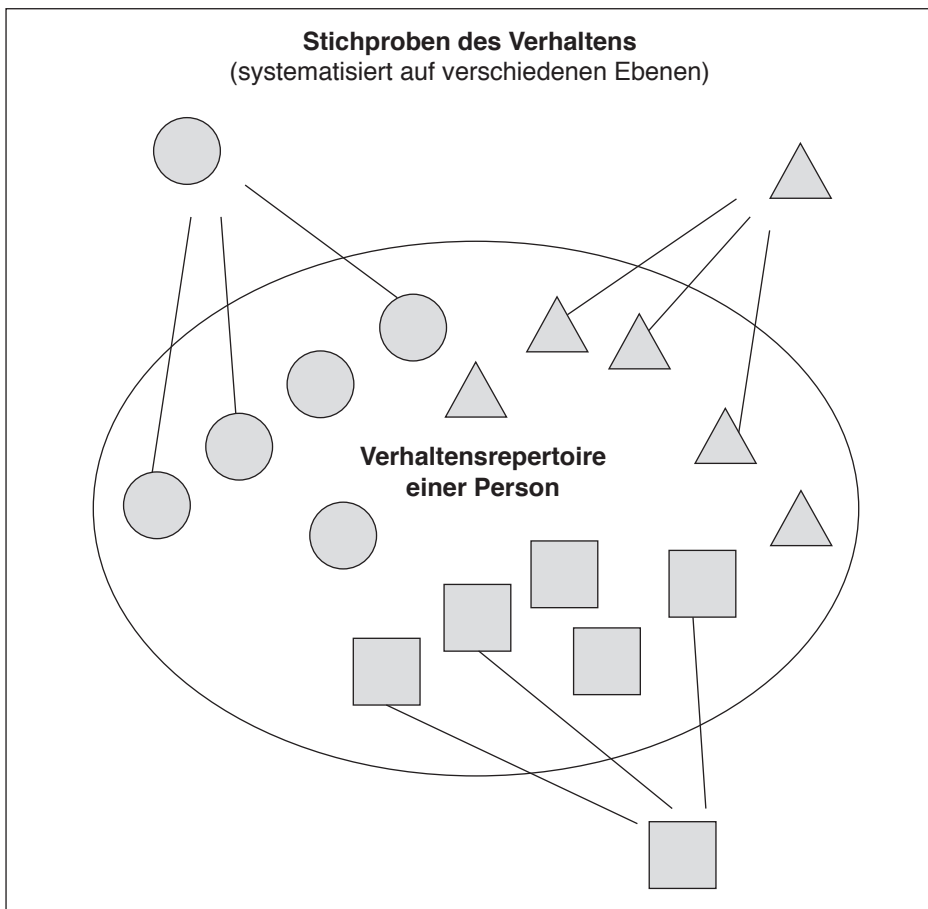 Stichproben des Verhaltens
(systematisiert auf verschiedenen Ebenen)
Verhaltensrepertoire
einer Person